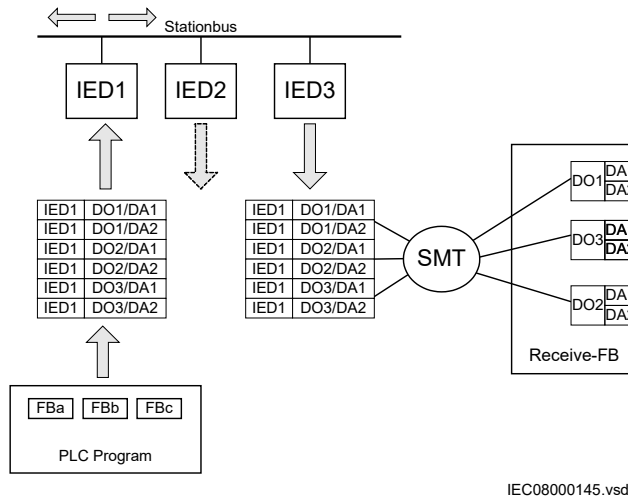 Stationbus
IED1 IED2 IED3
IED1 DO1/DA1
IED1 DO1/DA2
IED1 DO2/DA1
IED1 DO2/DA2
IED1 DO3/DA1
IED1 DO3/DA2
IED1 DO1/DA1
IED1 DO1/DA2
IED1 DO2/DA1
IED1 DO2/DA2
IED1 DO3/DA1
IED1 DO3/DA2
SMT
DO1
DO3
DO2
Receive-FB
FBa FBb FBc
PLC Program
IEC08000145.vsd